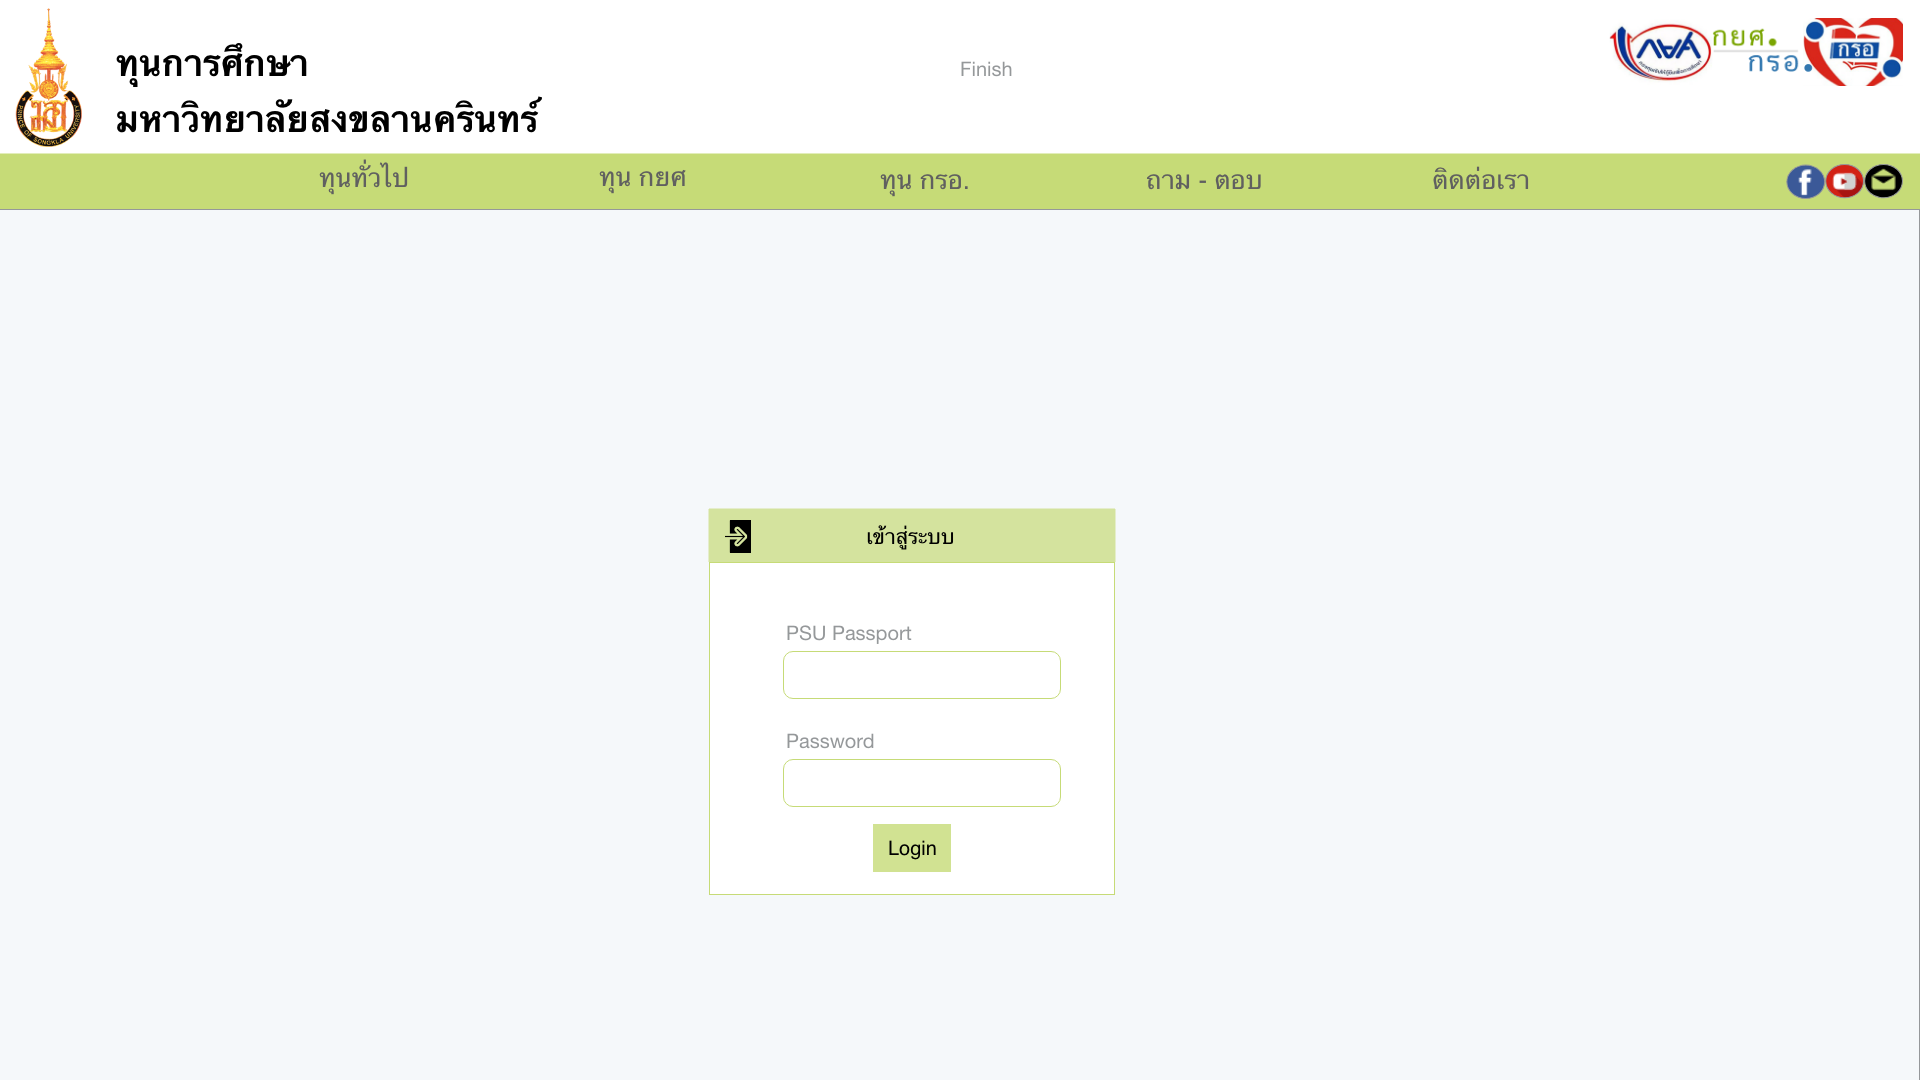 ทุนการศึกษา
มหาวิทยาลัยสงขลานครินทร์
Finish
กยศ.
กรอ.
กรอ
ทุนทั่วไป
ทุน กยศ
ทุน กรอ.
ถาม - ตอบ
ติดต่อเรา
เข้าสู่ระบบ
PSU Passport
Password
Login